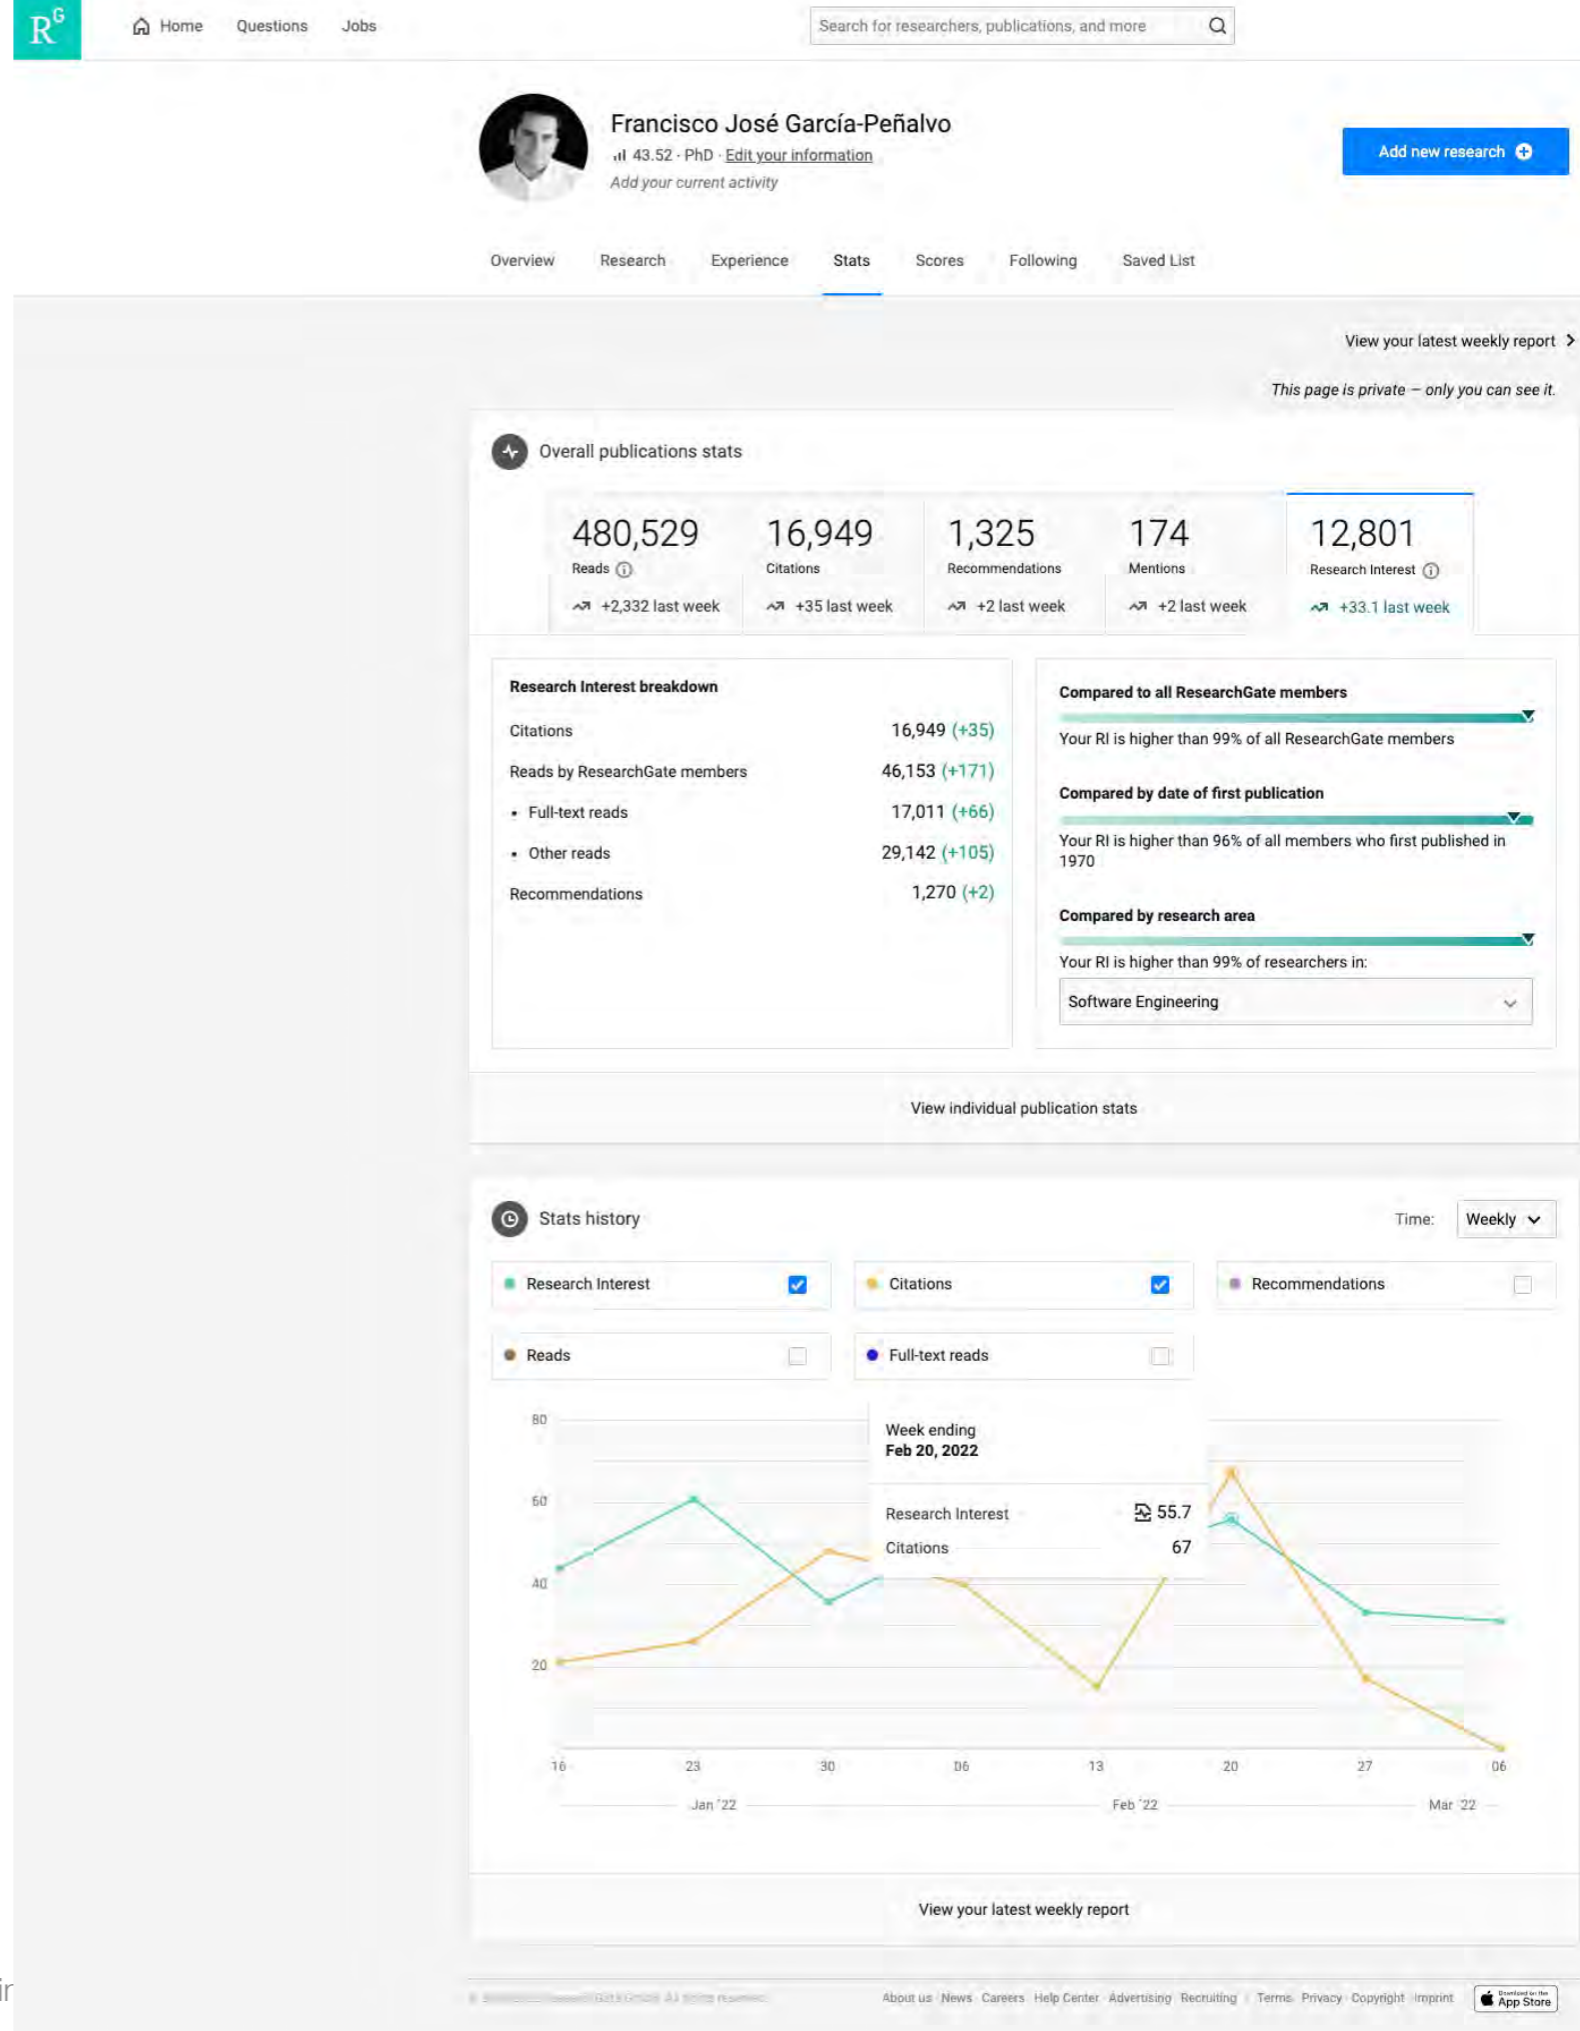 RG Home Questions Jobs Search for researchers, publications, and more
Francisco José García-Peñalvo
43.52 · PhD · Edit your information
Add new research
Add your current activity
Overview Research Experience Stats Scores Following Saved List
View your latest weekly report
This page is private – only you can see it.
Overall publications stats
480,529 16,949 1,325 174 12,801
Reads Citations Recommendations Mentions Research Interest
+2,332 last week +35 last week +2 last week +2 last week +33.1 last week
Research Interest breakdown
Citations 16,949 (+35)
Reads by ResearchGate members 46,153 (+171)
• Full-text reads 17,011 (+66)
• Other reads 29,142 (+105)
Recommendations 1,270 (+2)
Compared to all ResearchGate members
Your RI is higher than 99% of all ResearchGate members
Compared by date of first publication
Your RI is higher than 96% of all members who first published in
1970
Compared by research area
Your RI is higher than 99% of researchers in:
Software Engineering
View individual publication stats
Stats history Time: Weekly
Research Interest Citations Recommendations
Reads Full-text reads
80
60
40
20
Week ending
Feb 20, 2022
Research Interest 55.7
Citations 67
16 23 30 06 13 20 27 06
Jan '22 Feb '22 Mar '22
View your latest weekly report
ir
About us News Careers Help Center Advertising Recruiting | Terms Privacy Copyright Imprint
Download on the
App Store